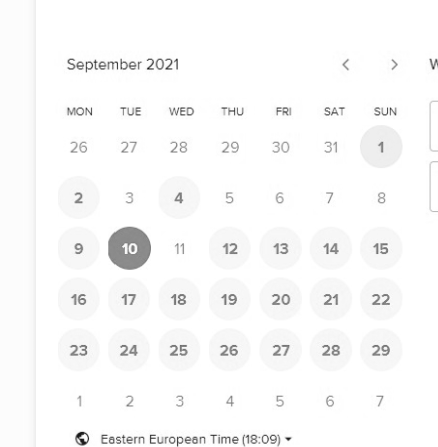 September 2021
W
MON TUE WED THU FRI SAT SUN
26 27 28 29 30 31 1
2 3 4 5 6 7 8
9 10 11 12 13 14 15
16 17 18 19 20 21 22
23 24 25 26 27 28 29
1 2 3 4 5 6 7
Eastern European Time (18:09)